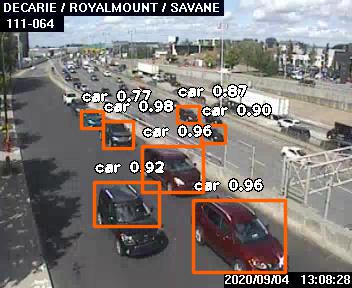 DECARIE / ROYALMOUNT / SAVANE
111-064
car 0.77
car 0.98
car 0.87
car 0.90
car 0.96
car 0.92
car 0.96
2020/09/04 13:08:28